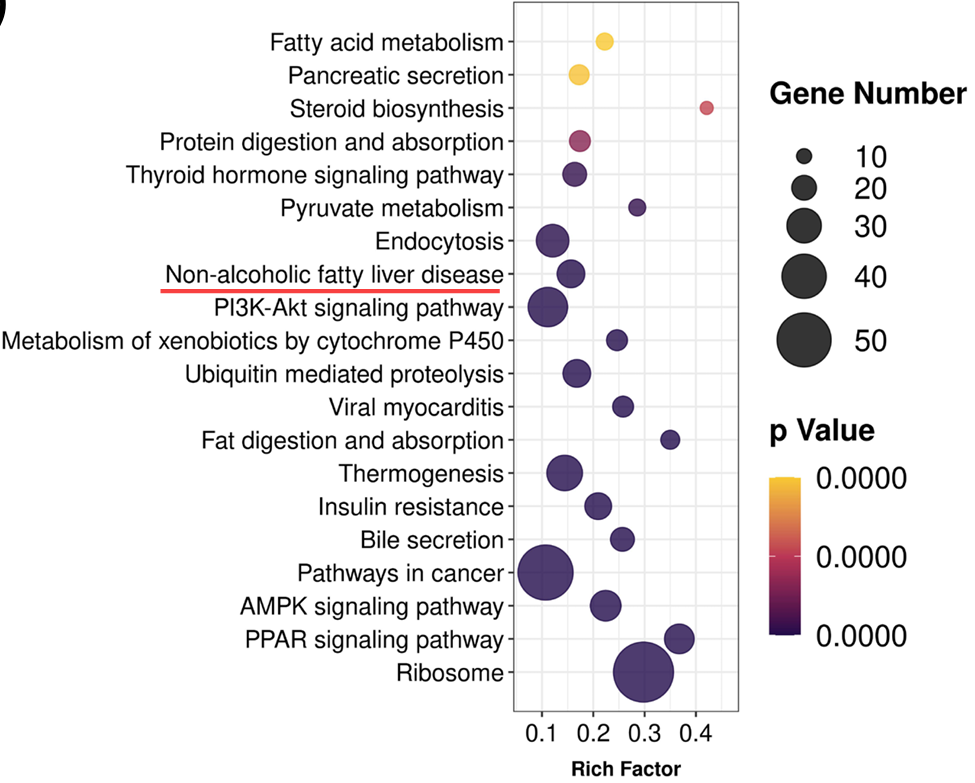 Fatty acid metabolism
Pancreatic secretion
Steroid biosynthesis
Protein digestion and absorption
Thyroid hormone signaling pathway
Pyruvate metabolism
Endocytosis
Non-alcoholic fatty liver disease
PI3K-Akt signaling pathway
Metabolism of xenobiotics by cytochrome P450
Ubiquitin mediated proteolysis
Viral myocarditis
Fat digestion and absorption
Thermogenesis
Insulin resistance
Bile secretion
Pathways in cancer
AMPK signaling pathway
PPAR signaling pathway
Ribosome
0.1 0.2 0.3 0.4
Rich Factor
Gene Number
10
20
30
40
50
p Value
0.0000
0.0000
0.0000